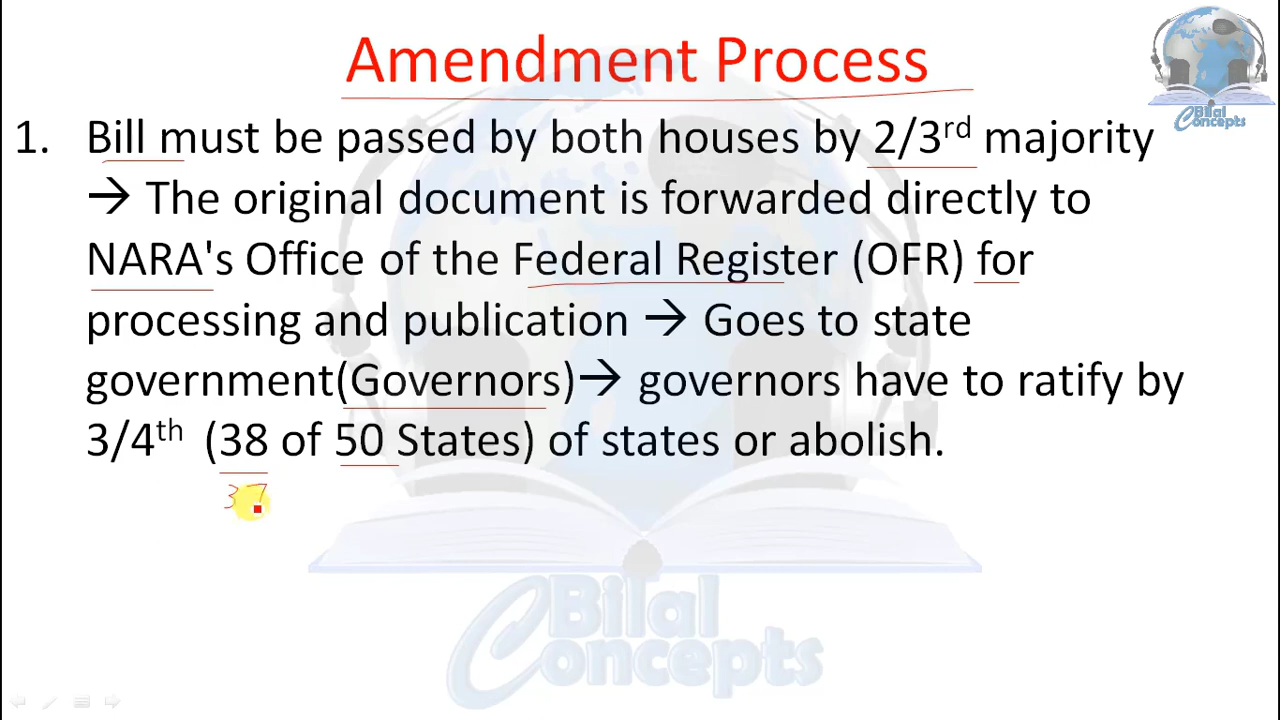 Amendment Process
Bilal
Concepts
1. Bill must be passed by both houses by 2/3rd majority
→ The original document is forwarded directly to
NARA's Office of the Federal Register (OFR) for
processing and publication → Goes to state
government(Governors)→ governors have to ratify by
3/4th (38 of 50 States) of states or abolish.
37
Bilal
Concepts